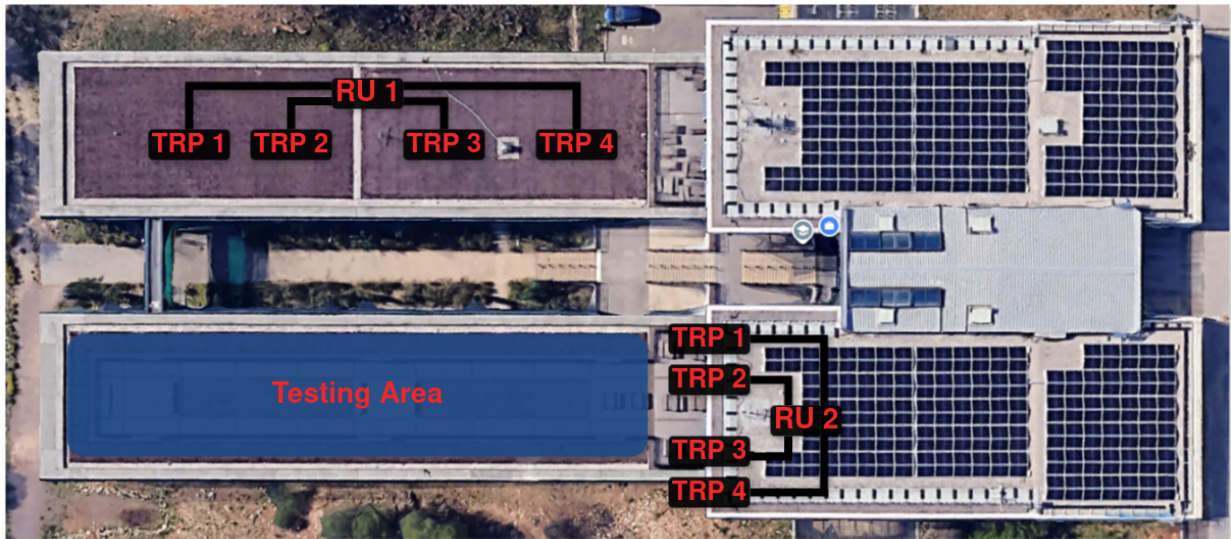 RU 1
TRP 1 TRP 2 TRP 3 TRP 4
TRP 1
TRP 2
Testing Area
RU 2
TRP 3
TRP 4